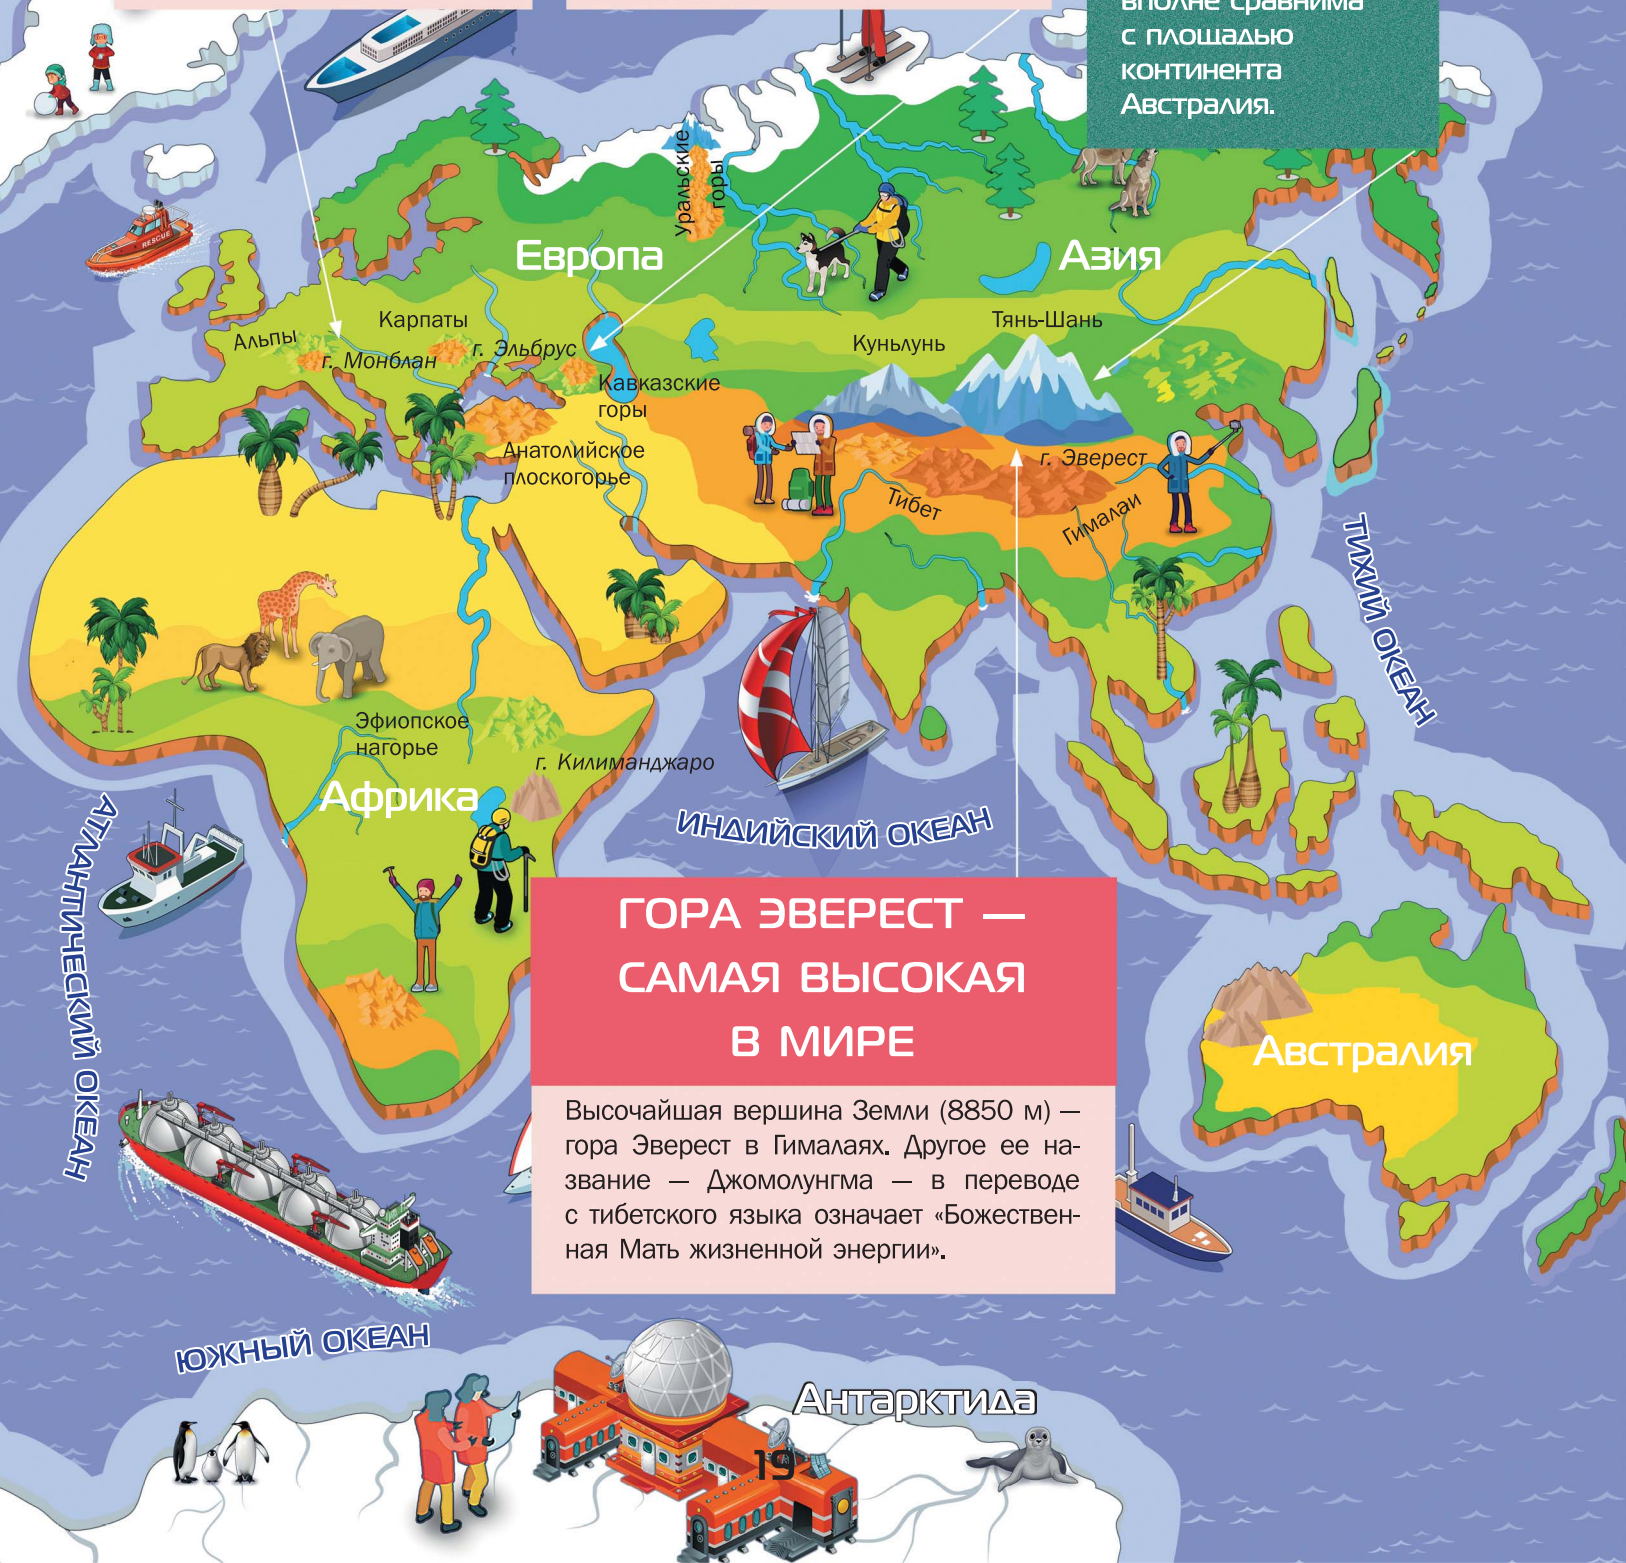 вполне сравнима
с площадью
континента
Австралия.
Уральские
горы
Европа
Азия
RESCUE
Альпы
Карпаты
г. Монблан
г. Эльбрус
Кавказские
горы
Анатолийское
плоскогорье
Тянь-Шань
Куньлунь
г. Эверест
Тибет
Гималаи
ТИХИЙ ОКЕАН
Эфиопское
нагорье
г. Килиманджаро
Африка
ИНДИЙСКИЙ ОКЕАН
АТЛАНТИЧЕСКИЙ ОКЕАН
ГОРА ЭВЕРЕСТ —
САМАЯ ВЫСОКАЯ
В МИРЕ
Высочайшая вершина Земли (8850 м) —
гора Эверест в Гималаях. Другое ее на-
звание — Джомолунгма — в переводе
с тибетского языка означает «Божествен-
ная Мать жизненной энергии».
Австралия
ЮЖНЫЙ ОКЕАН
Антарктида
19